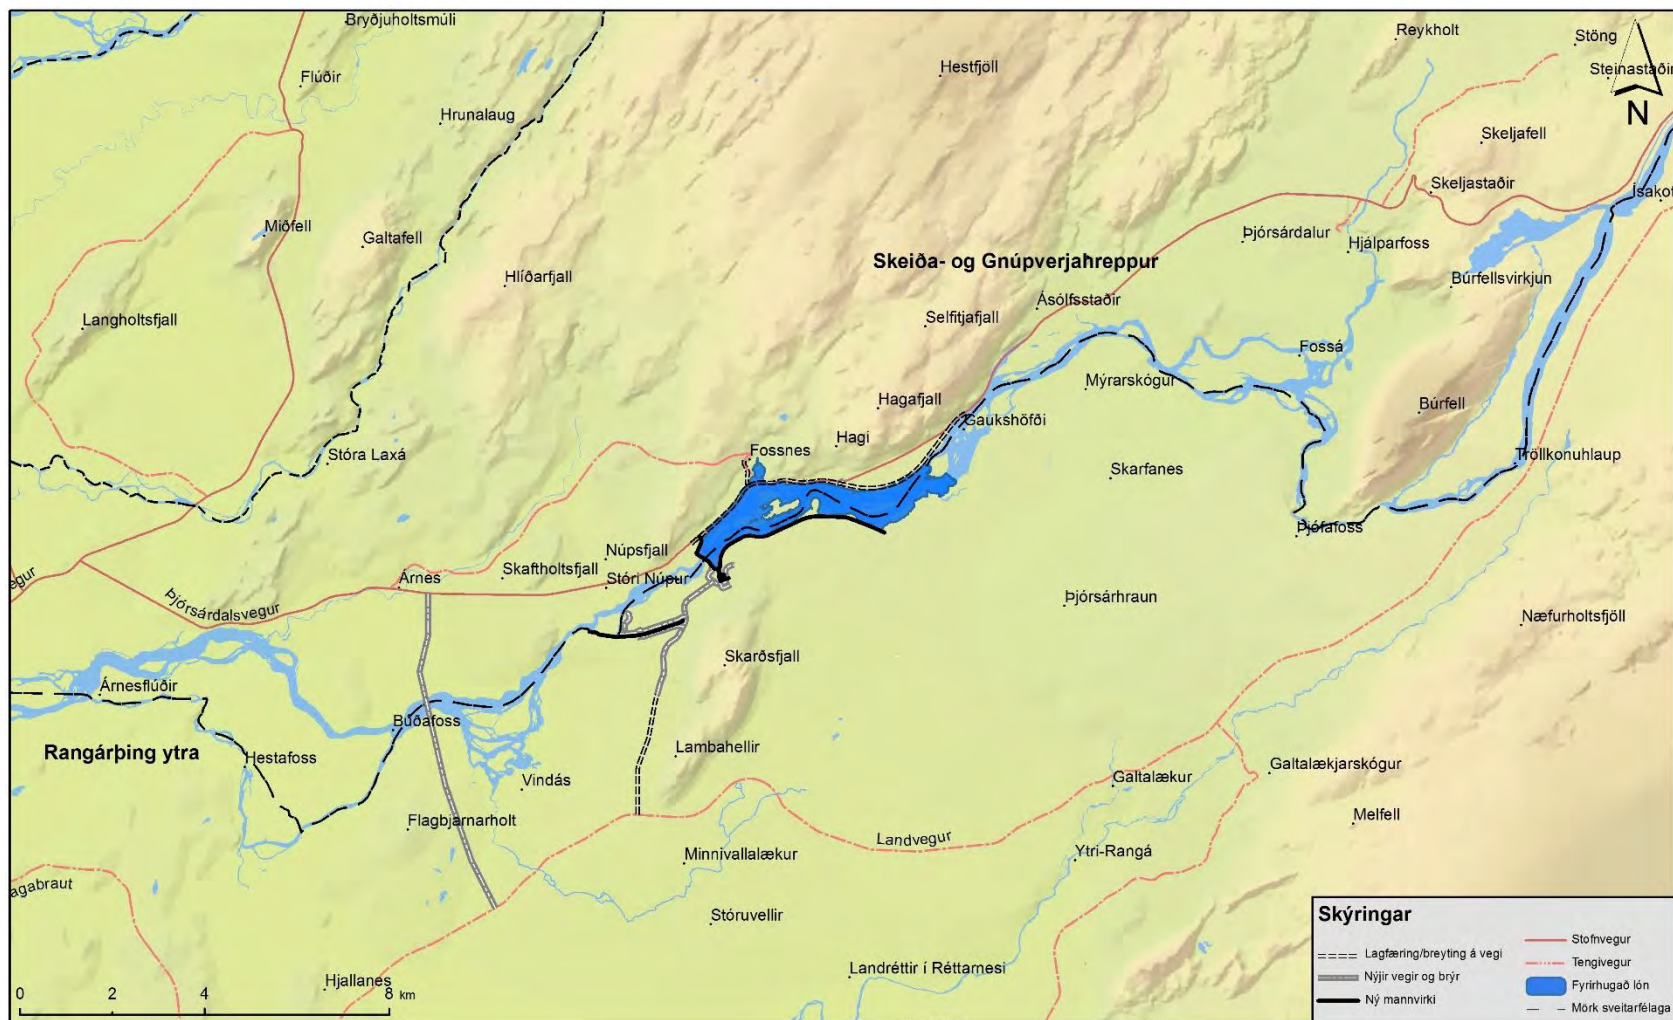 Bryðjuholtsmúli
Reykholt
Stöng
Flúðir
Hestfjöll
Steinastaðir
N
Hrunalaug
Skeljafell
Skeljastaðir
Ísakot
Miðfell
Galtafell
Þjórsárdalur
Hjálparfoss
Skeiða- og Gnúpverjahreppur
Hlíðarfjall
Búrfellsvirkjun
Ásólfsstaðir
Langholtsfjall
Selfitjafjall
Fossá
Mýrarskógur
Hagafjall
Búrfell
Gaukshöfði
Hagi
Fossnes
Stóra Laxá
Skarfanes
Tröllkonuhlaup
Þjófafoss
Núpsfjall
Skaftholtsfjall
Stóri Núpur
Árnes
egur
Þjórsárdalsvegur
Þjórsárhraun
Næfurholtsfjöll
Skarðsfjall
Árnesflúðir
Búðafoss
Rangárþing ytra
Hestafoss
Lambahellir
Vindás
Galtalækur
Galtalækjarskógur
Melfell
Flagbjarnarholt
Landvegur
Minnivallalækur
Ytri-Rangá
agabraut
Stóruvellir
Hjallanes
Landréttir í Réttarnesi
0 2 4 8 km
Skýringar
Lagfæring/breyting á vegi
Nýjir vegir og brýr
Ný mannvirki
Stofnvegur
Tengivegur
Fyrirhugað lón
Mörk sveitarfélaga